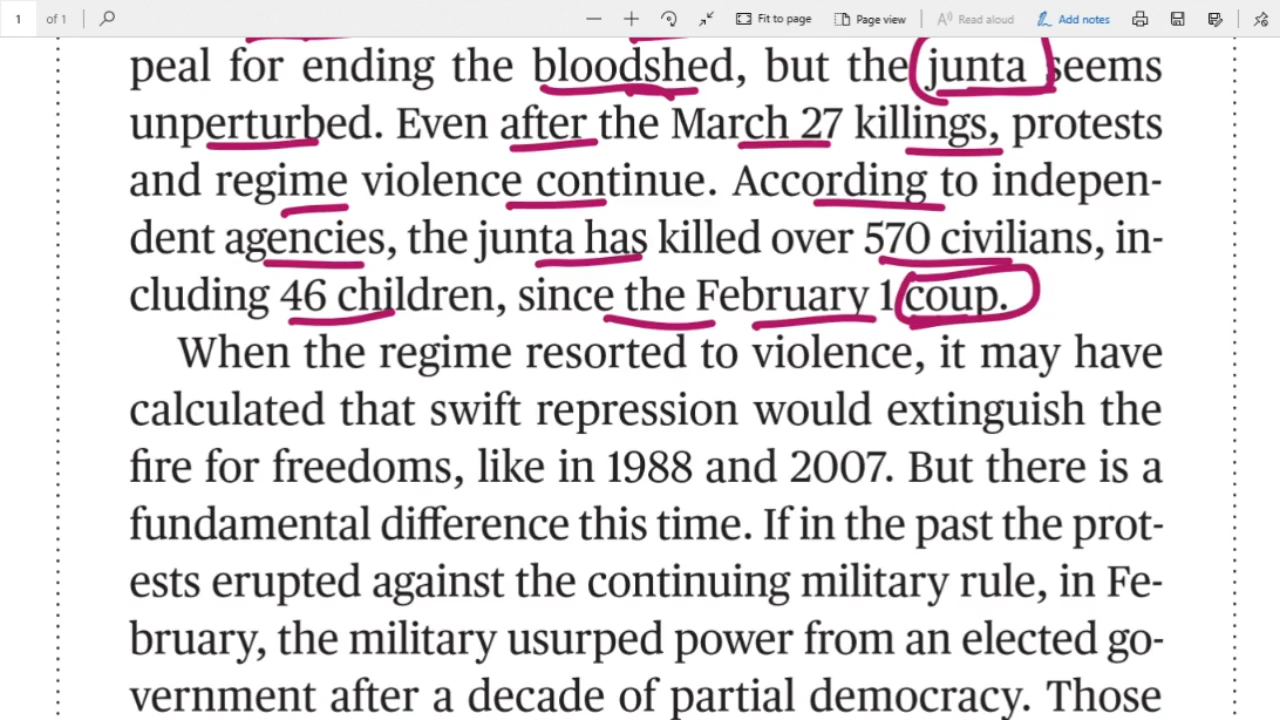 1 of 1 Fit to page Page view Read aloud Add notes
peal for ending the bloodshed, but the junta seems
unperturbed. Even after the March 27 killings, protests
and regime violence continue. According to indepen-
dent agencies, the junta has killed over 570 civilians, in-
cluding 46 children, since the February 1 coup.
When the regime resorted to violence, it may have
calculated that swift repression would extinguish the
fire for freedoms, like in 1988 and 2007. But there is a
fundamental difference this time. If in the past the prot-
ests erupted against the continuing military rule, in Fe-
bruary, the military usurped power from an elected go-
vernment after a decade of partial democracy. Those